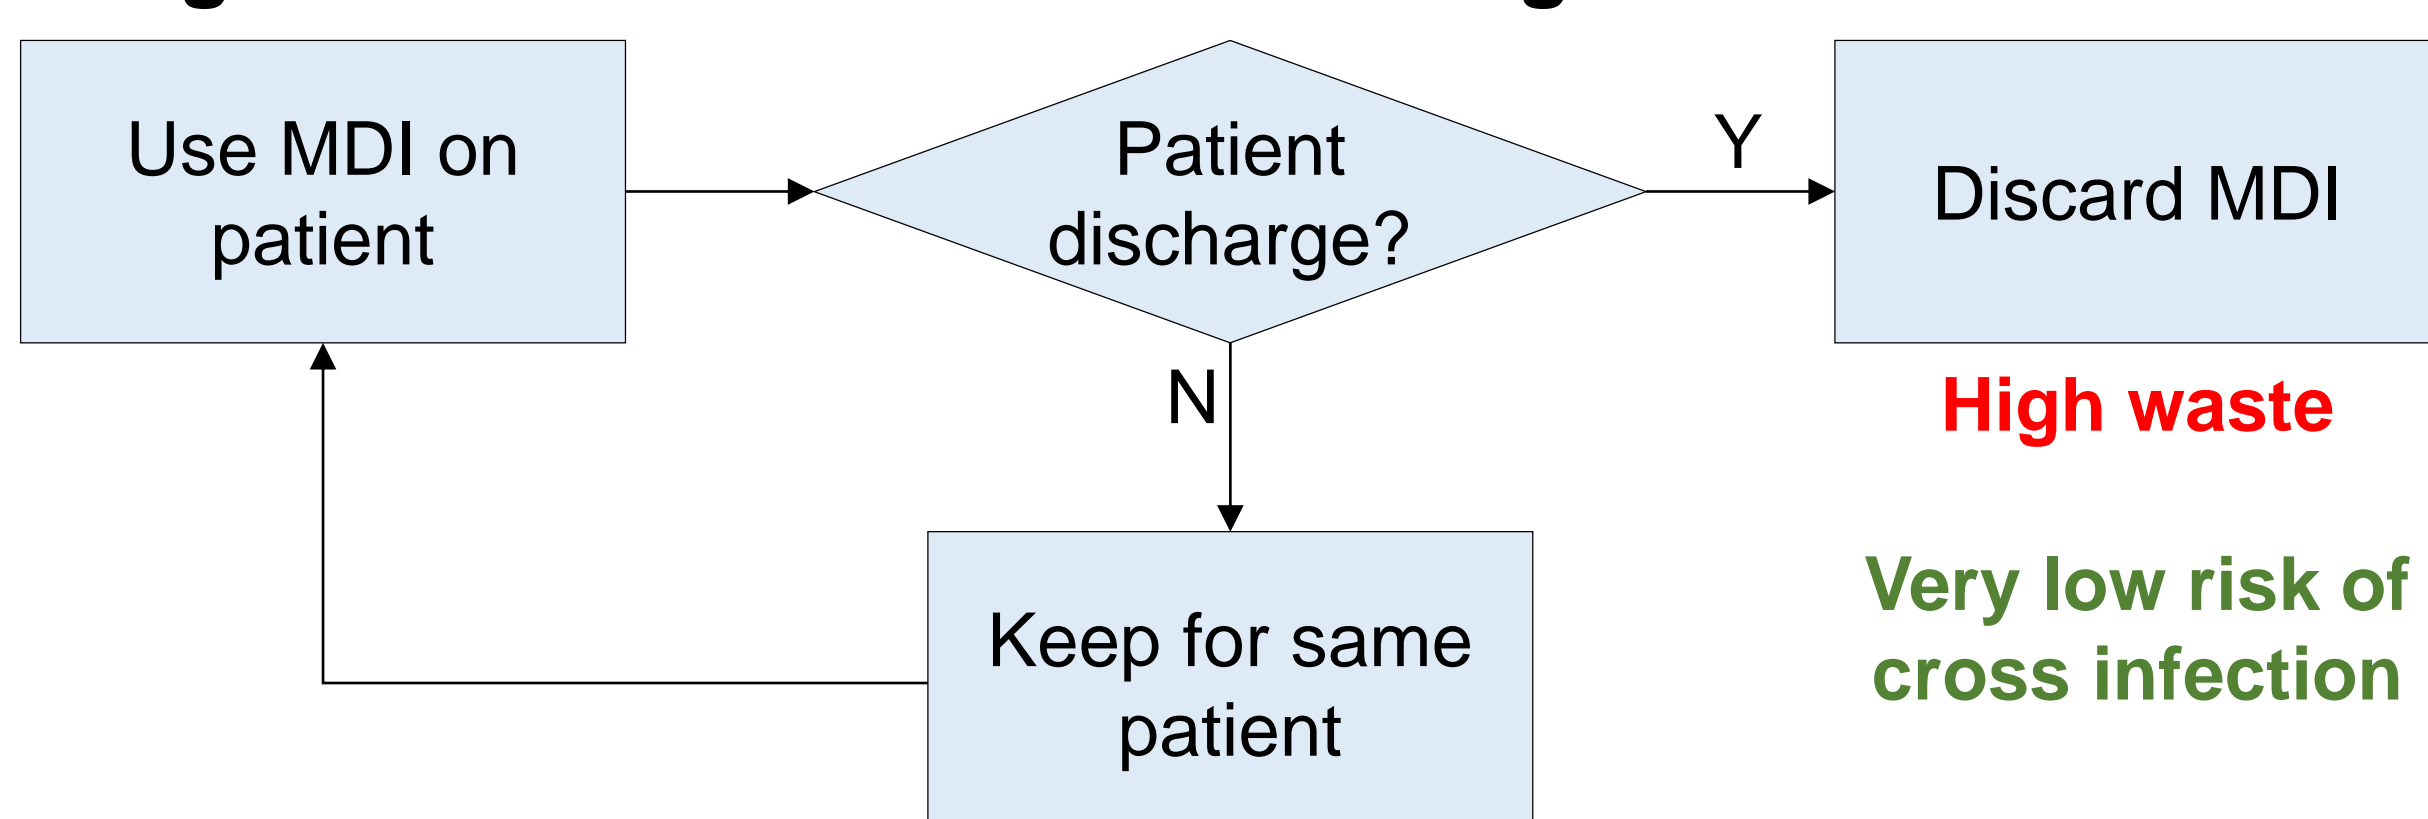 Use MDI on
patient
Patient
discharge?
Y
Discard MDI
N
High waste
Very low risk of
cross infection
Keep for same
patient